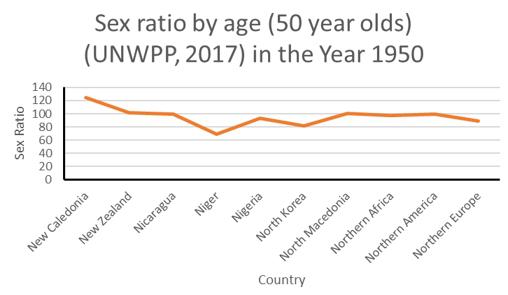 Sex ratio by age (50 year olds)
(UNWPP, 2017) in the Year 1950
140
120
100
80
60
40
20
0
Sex Ratio
New Caledonia
New Zealand
Nicaragua
Niger
Nigeria
North Korea
North Macedonia
Northern Africa
Northern America
Northern Europe
Country